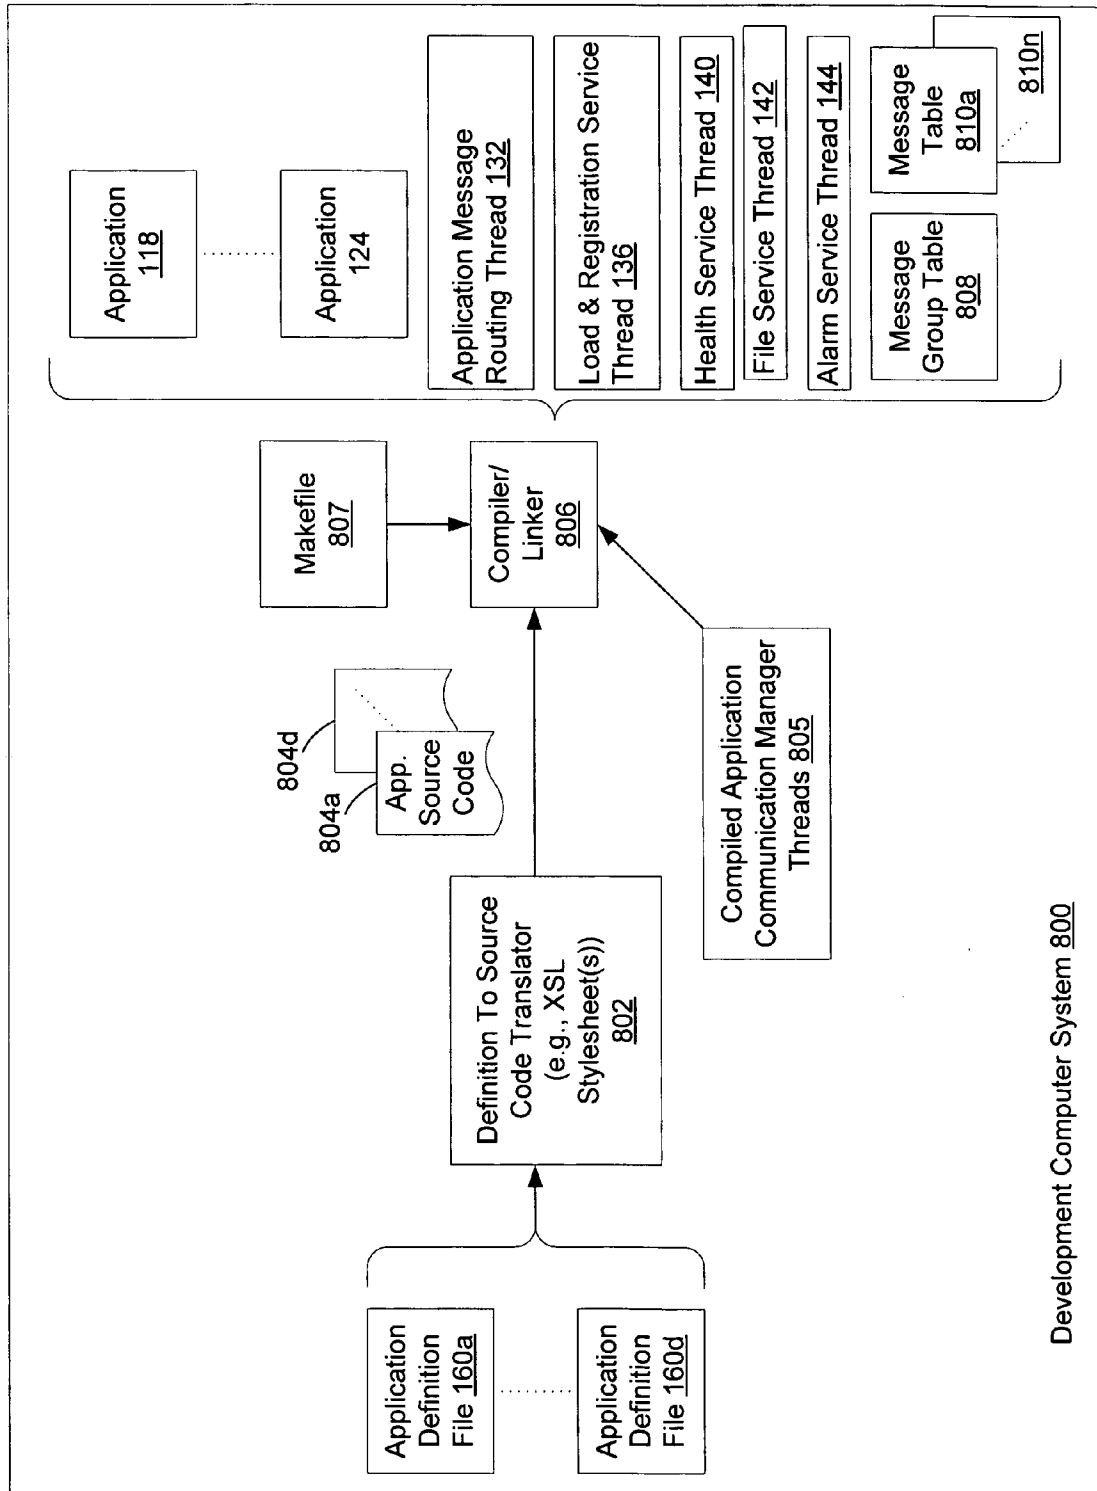 Application
Definition
File 160a
Application
Definition
File 160d
Definition To Source
Code Translator
(e.g., XSL
Stylesheet(s))
802
804a
804d
App.
Source
Code
Makefile
807
Compiler/
Linker
806
Compiled Application
Communication Manager
Threads 805
Application
118
Application
124
Application Message
Routing Thread 132
Load & Registration Service
Thread 136
Health Service Thread 140
File Service Thread 142
Alarm Service Thread 144
Message
Group Table
808
Message
Table
810a
810n
Development Computer System 800